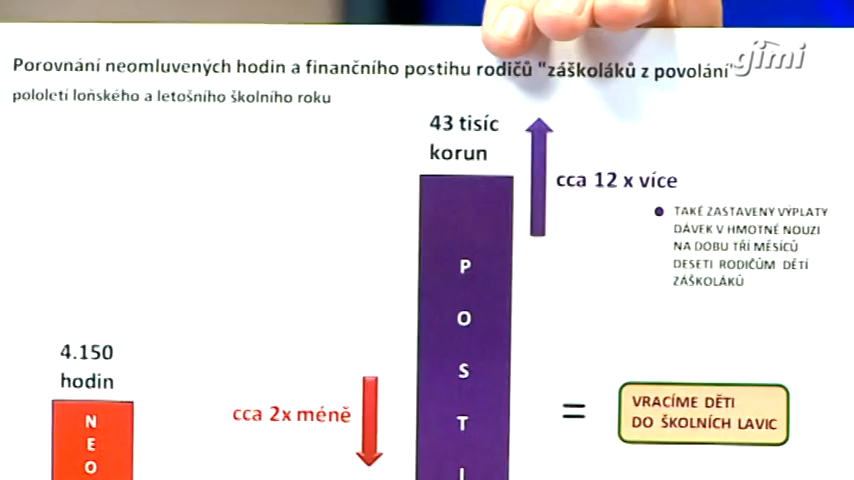 gimi
Porovnání neomluvených hodin a finančního postihu rodičů "záškoláků z povolání"
pololetí loňského a letošního školního roku
43 tisíc
korun
cca 12 x více
TAKÉ ZASTAVENY VÝPLATY
DÁVEK V HMOTNÉ NOUZI
NA DOBU TŘÍ MĚSÍCŮ
DESETI RODIČŮM DĚTÍ
ZÁŠKOLÁKŮ
P
O
S
T
I
4.150
hodin
N
E
O
cca 2x méně
=
VRACÍME DĚTI
DO ŠKOLNÍCH LAVIC